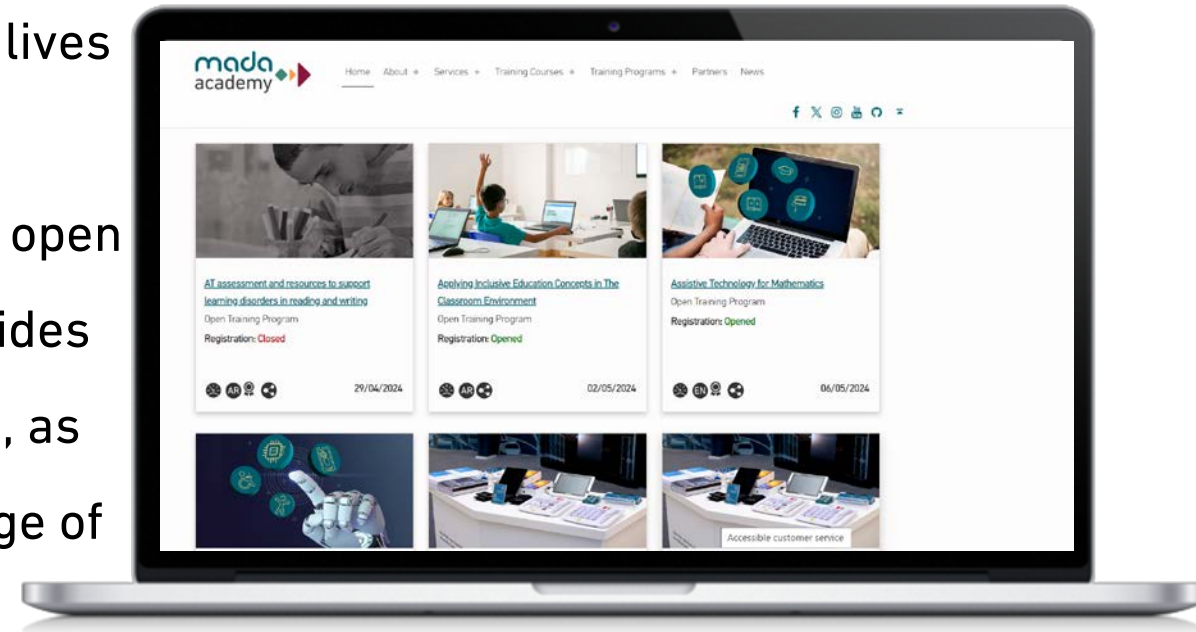 lives
open
ides
, as
ge of
mada
academy
Home About + Services + Training Courses + Training Programs + Partners News
AT assessment and resources to support
learning disorders in reading and writing
Open Training Program
Registration: Closed
AR
29/04/2024
Applying Inclusive Education Concepts in The
Classroom Environment
Open Training Program
Registration: Opened
AR
02/05/2024
Assistive Technology for Mathematics
Open Training Program
Registration: Opened
EN
06/05/2024
Accessible customer service